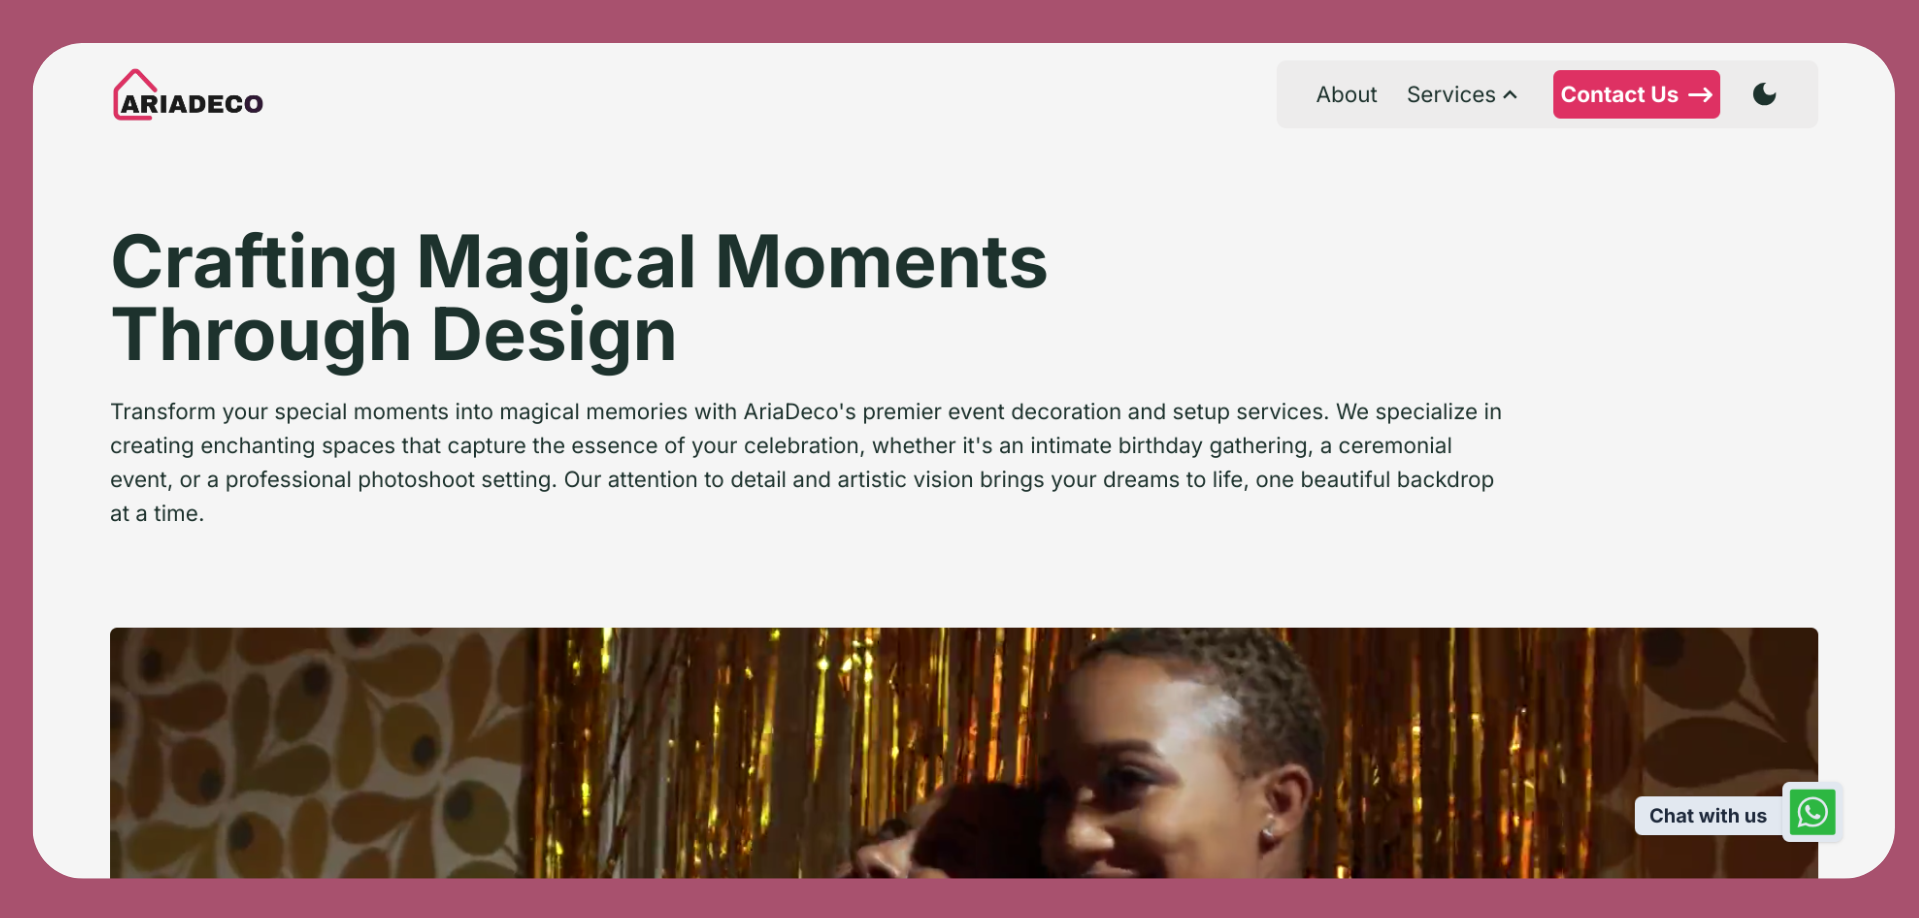 ARIADECO
About
Services
Contact Us
Crafting Magical Moments
Through Design
Transform your special moments into magical memories with AriaDeco's premier event decoration and setup services. We specialize in
creating enchanting spaces that capture the essence of your celebration, whether it's an intimate birthday gathering, a ceremonial
event, or a professional photoshoot setting. Our attention to detail and artistic vision brings your dreams to life, one beautiful backdrop
at a time.
Chat with us